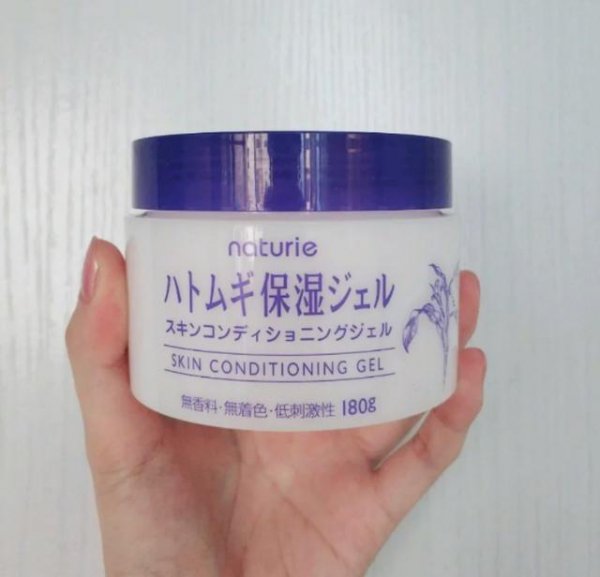 naturie
ハトムギ保湿ジェル
スキンコンディショニングジェル
SKIN CONDITIONING GEL
無香料・無着色・低刺激性 180g